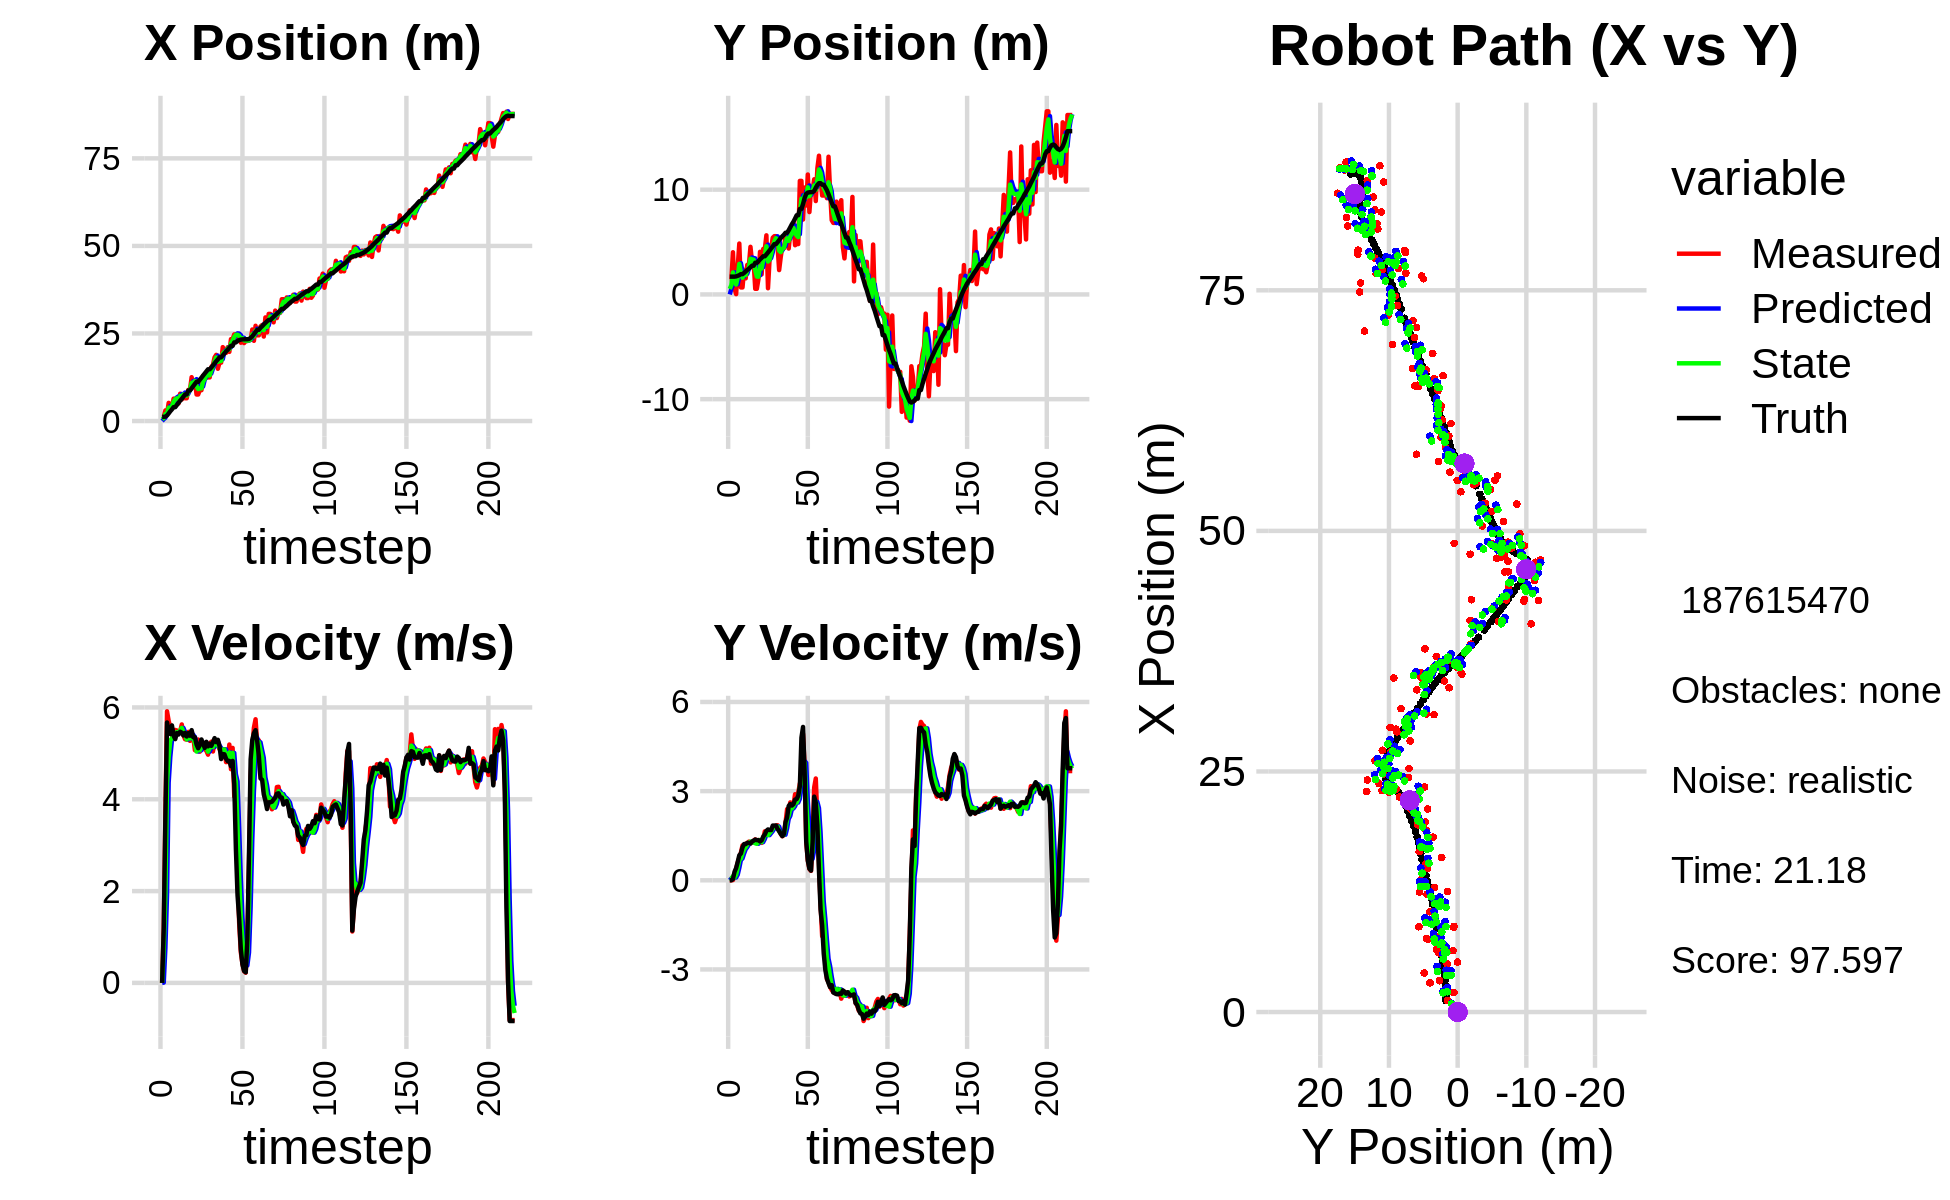 X Position (m)
75
50
25
0
0
50
100
150
200
timestep
Y Position (m)
10
0
-10
0
50
100
150
200
timestep
X Velocity (m/s)
6
4
2
0
0
50
100
150
200
timestep
Y Velocity (m/s)
6
3
0
-3
0
50
100
150
200
timestep
Robot Path (X vs Y)
X Position (m)
75
50
25
0
20
10
0
-10
-20
Y Position (m)
variable
Measured
Predicted
State
Truth
187615470
Obstacles: none
Noise: realistic
Time: 21.18
Score: 97.597